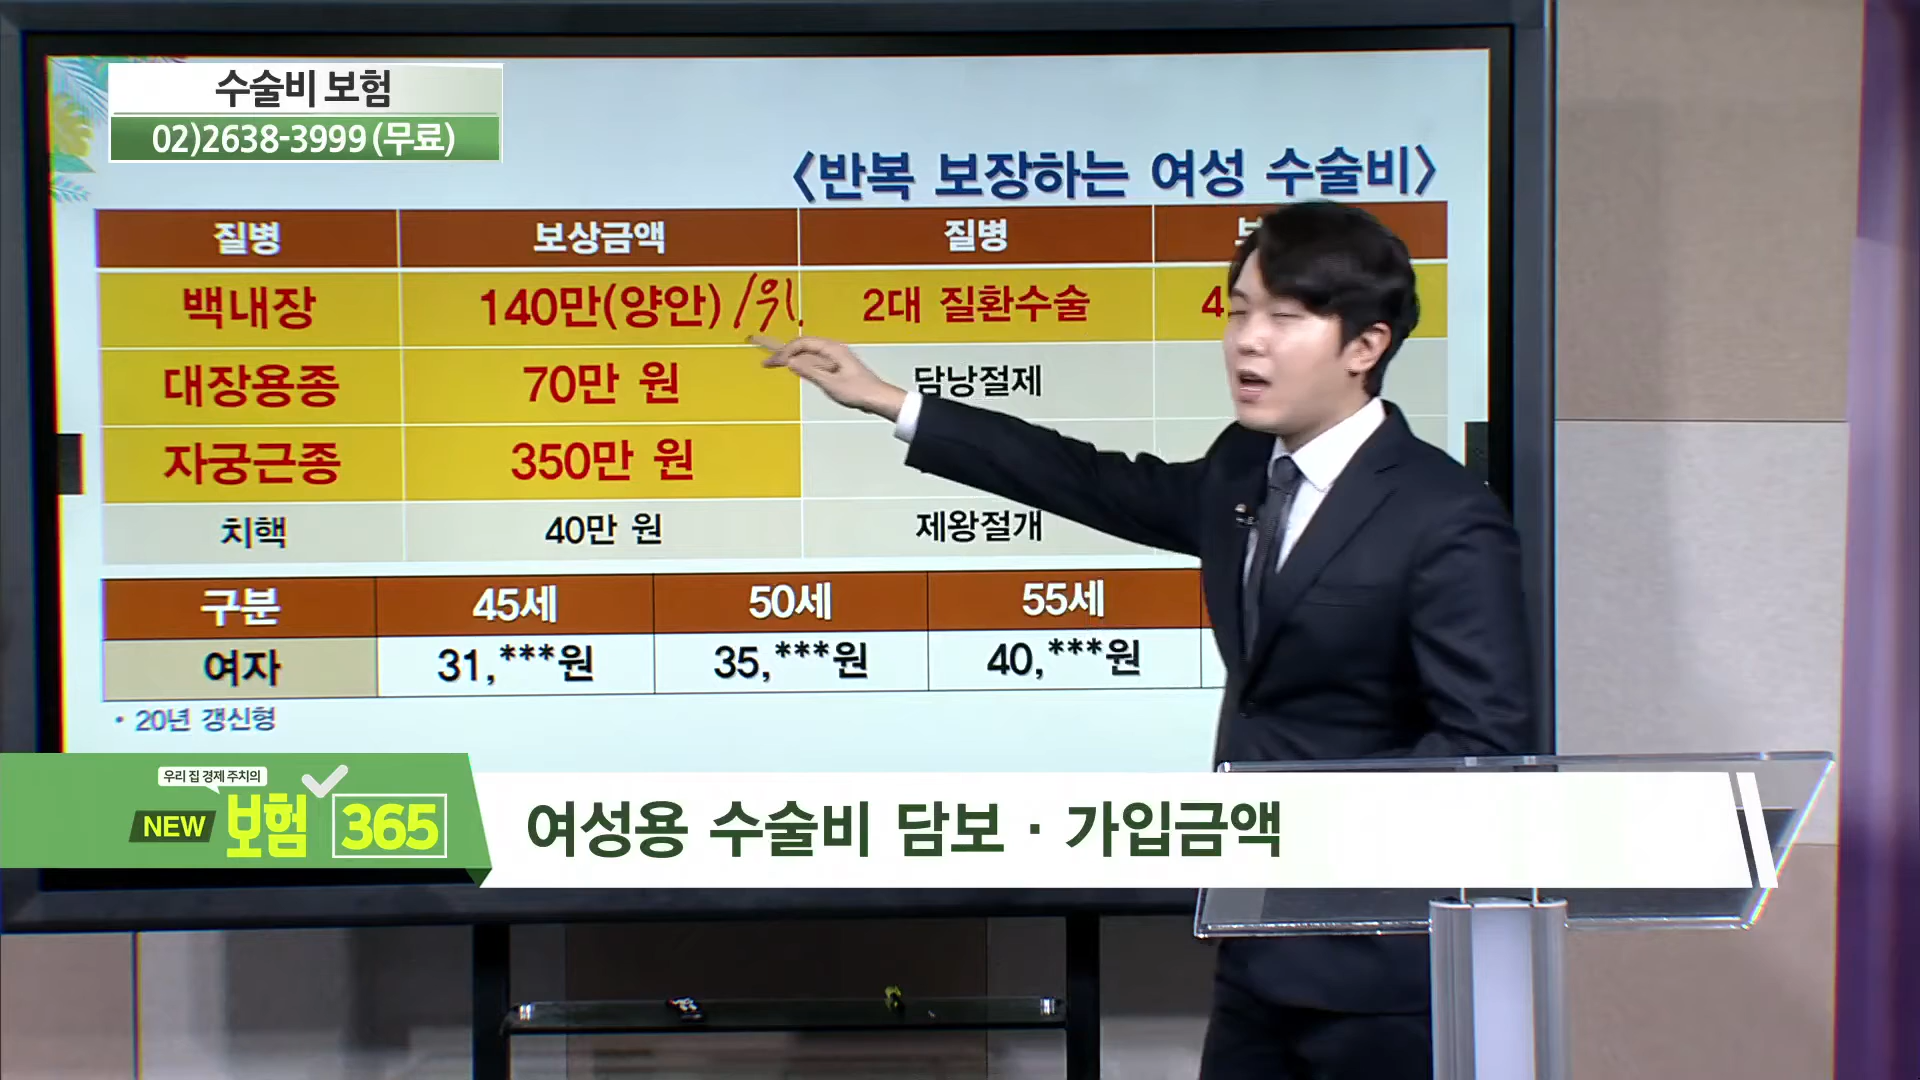 수술비 보험
02)2638-3999 (무료)
<반복 보장하는 여성 수술비>
질병 보상금액 질병
백내장 140만(양안) 2대 질환수술 4
대장용종 70만 원 담낭절제
자궁근종 350만 원
치핵 40만 원 제왕절개
구분 45세 50세 55세
여자 31,***원 35,***원 40,***원
• 20년 갱신형
우리 집 경제 주치의
NEW 보험 365
여성용 수술비 담보 · 가입금액